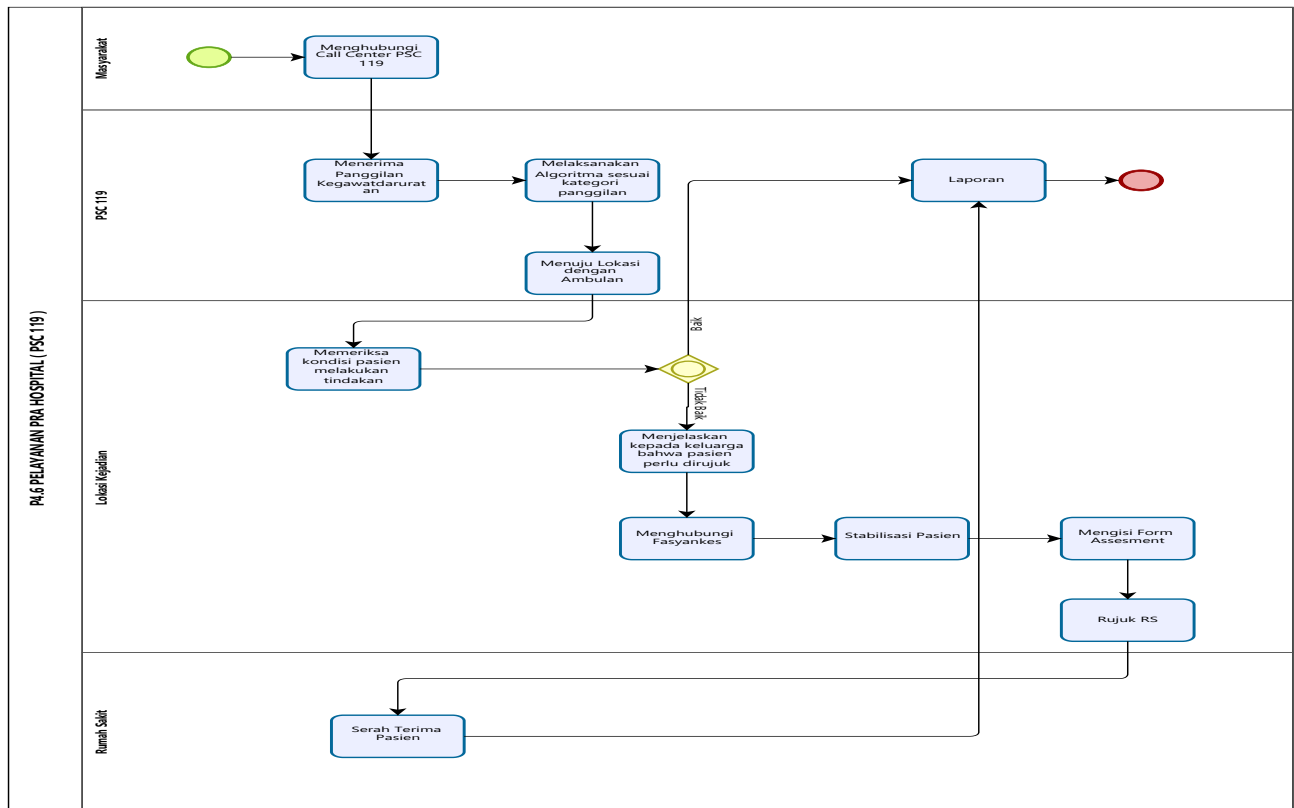 P4.6 PELAYANAN PRA HOSPITAL ( PSC 119 )
Masyarakat
Menghubungi
Call Center PSC
119
PSC 119
Menerima
Panggilan
Kegawatdarurat
an
Melaksanakan
Algoritma sesuai
kategori
panggilan
Laporan
Menuju Lokasi
dengan
Ambulan
Lokasi Kejadian
Memeriksa
kondisi pasien
melakukan
tindakan
Baik
Tidak Baik
Menjelaskan
kepada keluarga
bahwa pasien
perlu dirujuk
Menghubungi
Fasyankes
Stabilisasi Pasien
Mengisi Form
Assesment
Rujuk RS
Rumah Sakit
Serah Terima
Pasien